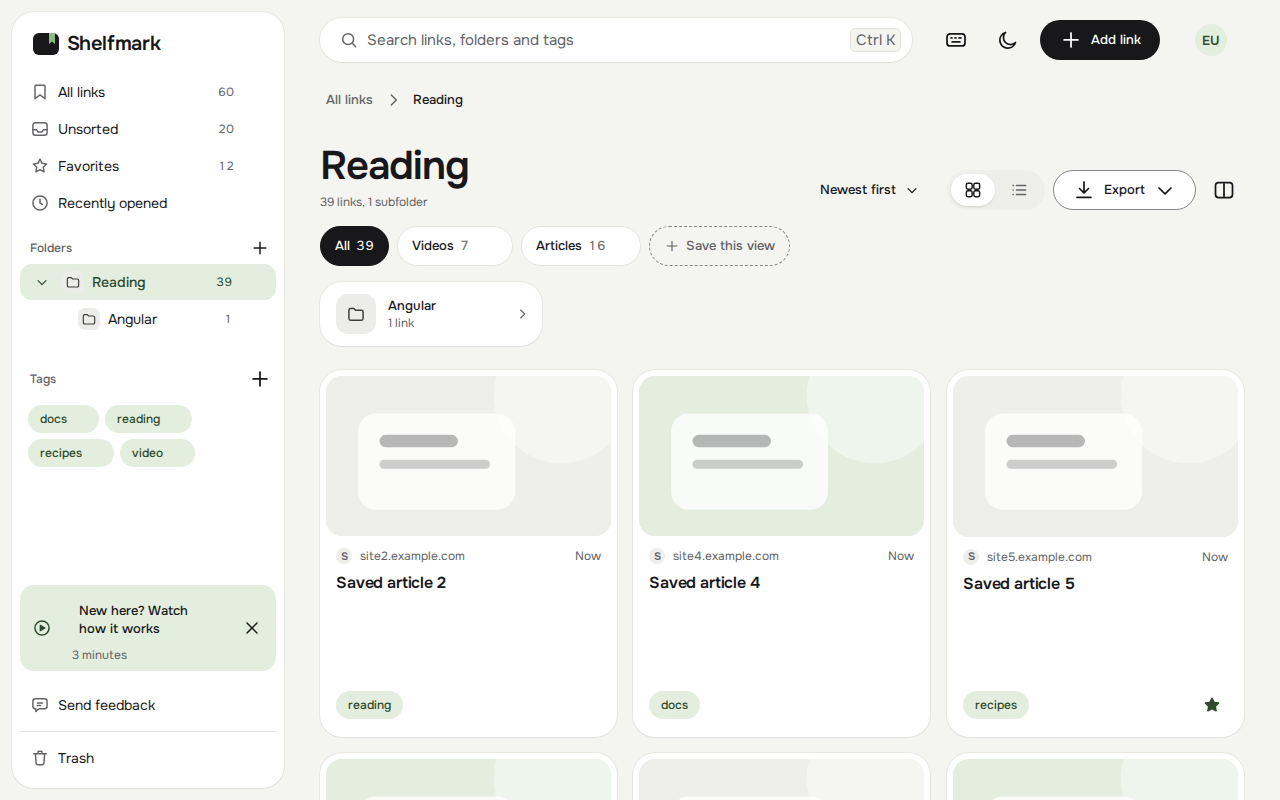 Shelfmark
All links 60
Unsorted 20
Favorites 12
Recently opened
Folders
Reading 39
Angular 1
Tags
docs reading
recipes video
New here? Watch
how it works
3 minutes
Send feedback
Trash
Search links, folders and tags Ctrl K
Add link
EU
All links Reading
Reading
39 links, 1 subfolder
Newest first
Export
All 39 Videos 7 Articles 16 Save this view
Angular
1 link
S site2.example.com Now
Saved article 2
reading
S site4.example.com Now
Saved article 4
docs
S site5.example.com Now
Saved article 5
recipes